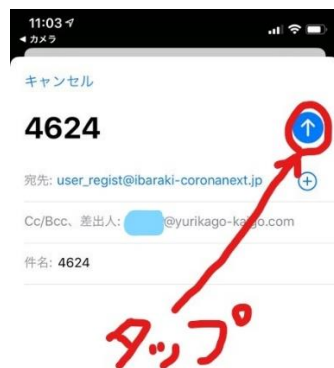 11:03
カメラ
キャンセル
4624
宛先: user_regist@ibaraki-coronanext.jp
Cc/Bcc、差出人: @yurikago-kaigo.com
件名: 4624
タップ